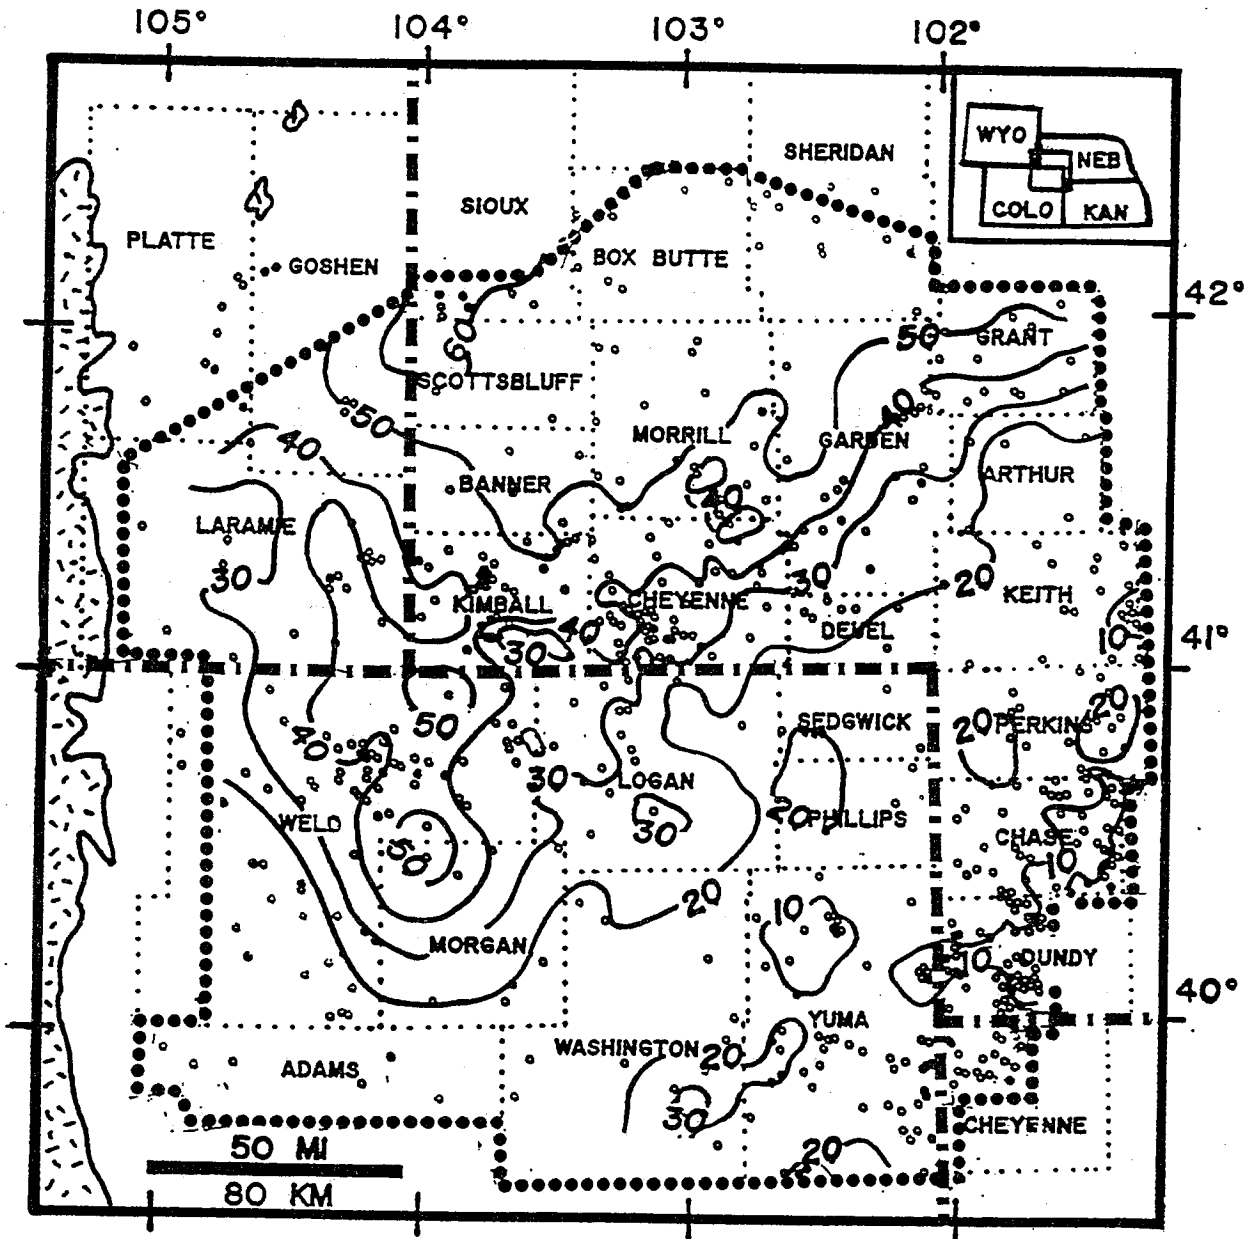 105° 104° 103° 102°
SHERIDAN
WYO
NEB
COLO KAN
SIOUX
PLATTE
BOX BUTTE
GOSHEN
42°
60
50 GRANT
SCOTTSBLUFF
50
40
40
MORRILL GARDEN
BANNER
ARTHUR
40
LARAMIE
30
30
20 KEITH
KIMBALL CHEYENNE
40
DEUEL
10
41°
30
20
50
SEDGWICK
20 PERKINS
40
30 LOGAN
20 PHILLIPS
WELD
30
CHASE
50
10
20
10
MORGAN
10 DUNDY
40°
YUMA
WASHINGTON 20
ADAMS
30
CHEYENNE
50 MI
20
80 KM